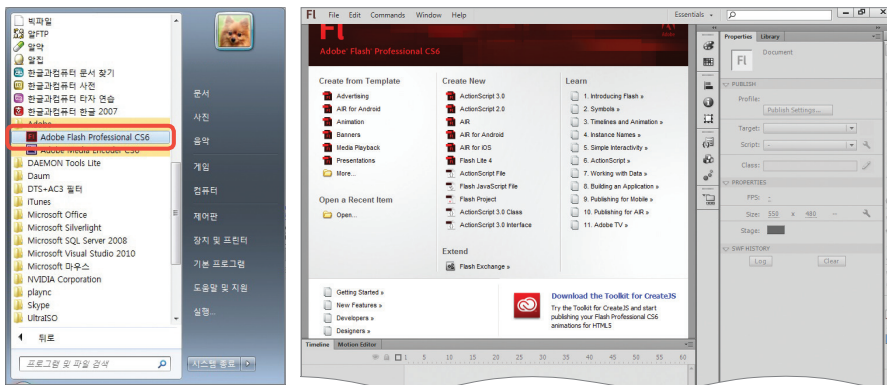 빅파일
알FTP
알약
알집
한글과컴퓨터 문서 찾기
한글과컴퓨터 사전
한글과컴퓨터 타자 연습
한글과컴퓨터 한글 2007
Adobe
Adobe Flash Professional CS6
Adobe Media Encoder CS6
DAEMON Tools Lite
Daum
DTS+AC3 필터
iTunes
Microsoft Office
Microsoft Silverlight
Microsoft SQL Server 2008
Microsoft Visual Studio 2010
Microsoft 마우스
NVIDIA Corporation
plaync
Skype
UltraISO
뒤로
프로그램 및 파일 검색
문서
사진
음악
게임
컴퓨터
제어판
장치 및 프린터
기본 프로그램
도움말 및 지원
실행...
시스템 종료
Fl File Edit Commands Window Help Essentials
Fl
Adobe® Flash® Professional CS6
Create from Template
Advertising
AIR for Android
Animation
Banners
Media Playback
Presentations
More...
Open a Recent Item
Open...
Create New
ActionScript 3.0
ActionScript 2.0
AIR
AIR for Android
AIR for iOS
Flash Lite 4
ActionScript File
Flash JavaScript File
Flash Project
ActionScript 3.0 Class
ActionScript 3.0 Interface
Extend
Flash Exchange »
Learn
1. Introducing Flash »
2. Symbols »
3. Timelines and Animation »
4. Instance Names »
5. Simple Interactivity »
6. ActionScript »
7. Working with Data »
8. Building an Application »
9. Publishing for Mobile »
10. Publishing for AIR »
11. Adobe TV »
Getting Started »
New Features »
Developers »
Designers »
Download the Toolkit for CreateJS
Try the Toolkit for CreateJS and start
publishing your Flash Professional CS6
animations for HTML5
Timeline Motion Editor
1 5 10 15 20 25 30 35 40 45 50 55 60
Properties Library
Fl Document
PUBLISH
Profile:
Publish Settings...
Target:
Script: -
Class:
PROPERTIES
FPS: :
Size: 550 x 400
Stage:
SWF HISTORY
Log Clear